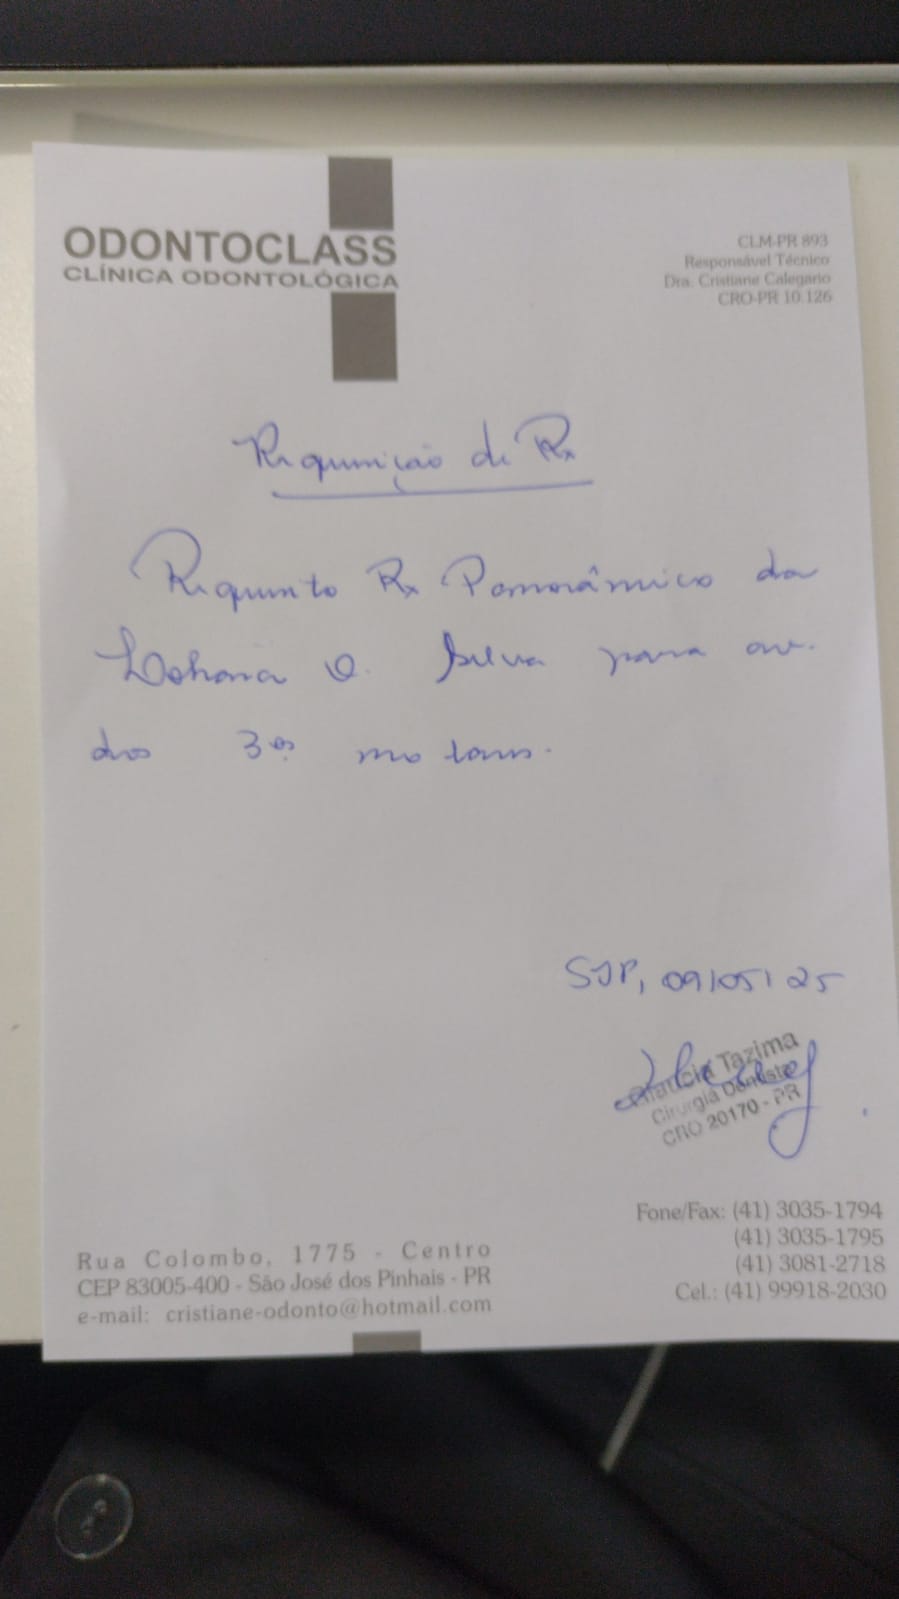 ODONTOCLASS
CLÍNICA ODONTOLÓGICA
CLM-PR 893
Responsável Técnico
Dra. Cristiane Calegario
CRO-PR 10.126
Requisição de Rx
Requisito Rx Panorâmico da
O. Silva para av.
dos 3ºs molares.
SJP, 09/05/25
Tazima
Cirurgiã Dentista
CRO 20170 - PR
Fone/Fax: (41) 3035-1794
(41) 3035-1795
(41) 3081-2718
Cel.: (41) 99918-2030
Rua Colombo, 1775 - Centro
CEP 83005-400 - São José dos Pinhais - PR
e-mail: cristiane-odonto@hotmail.com